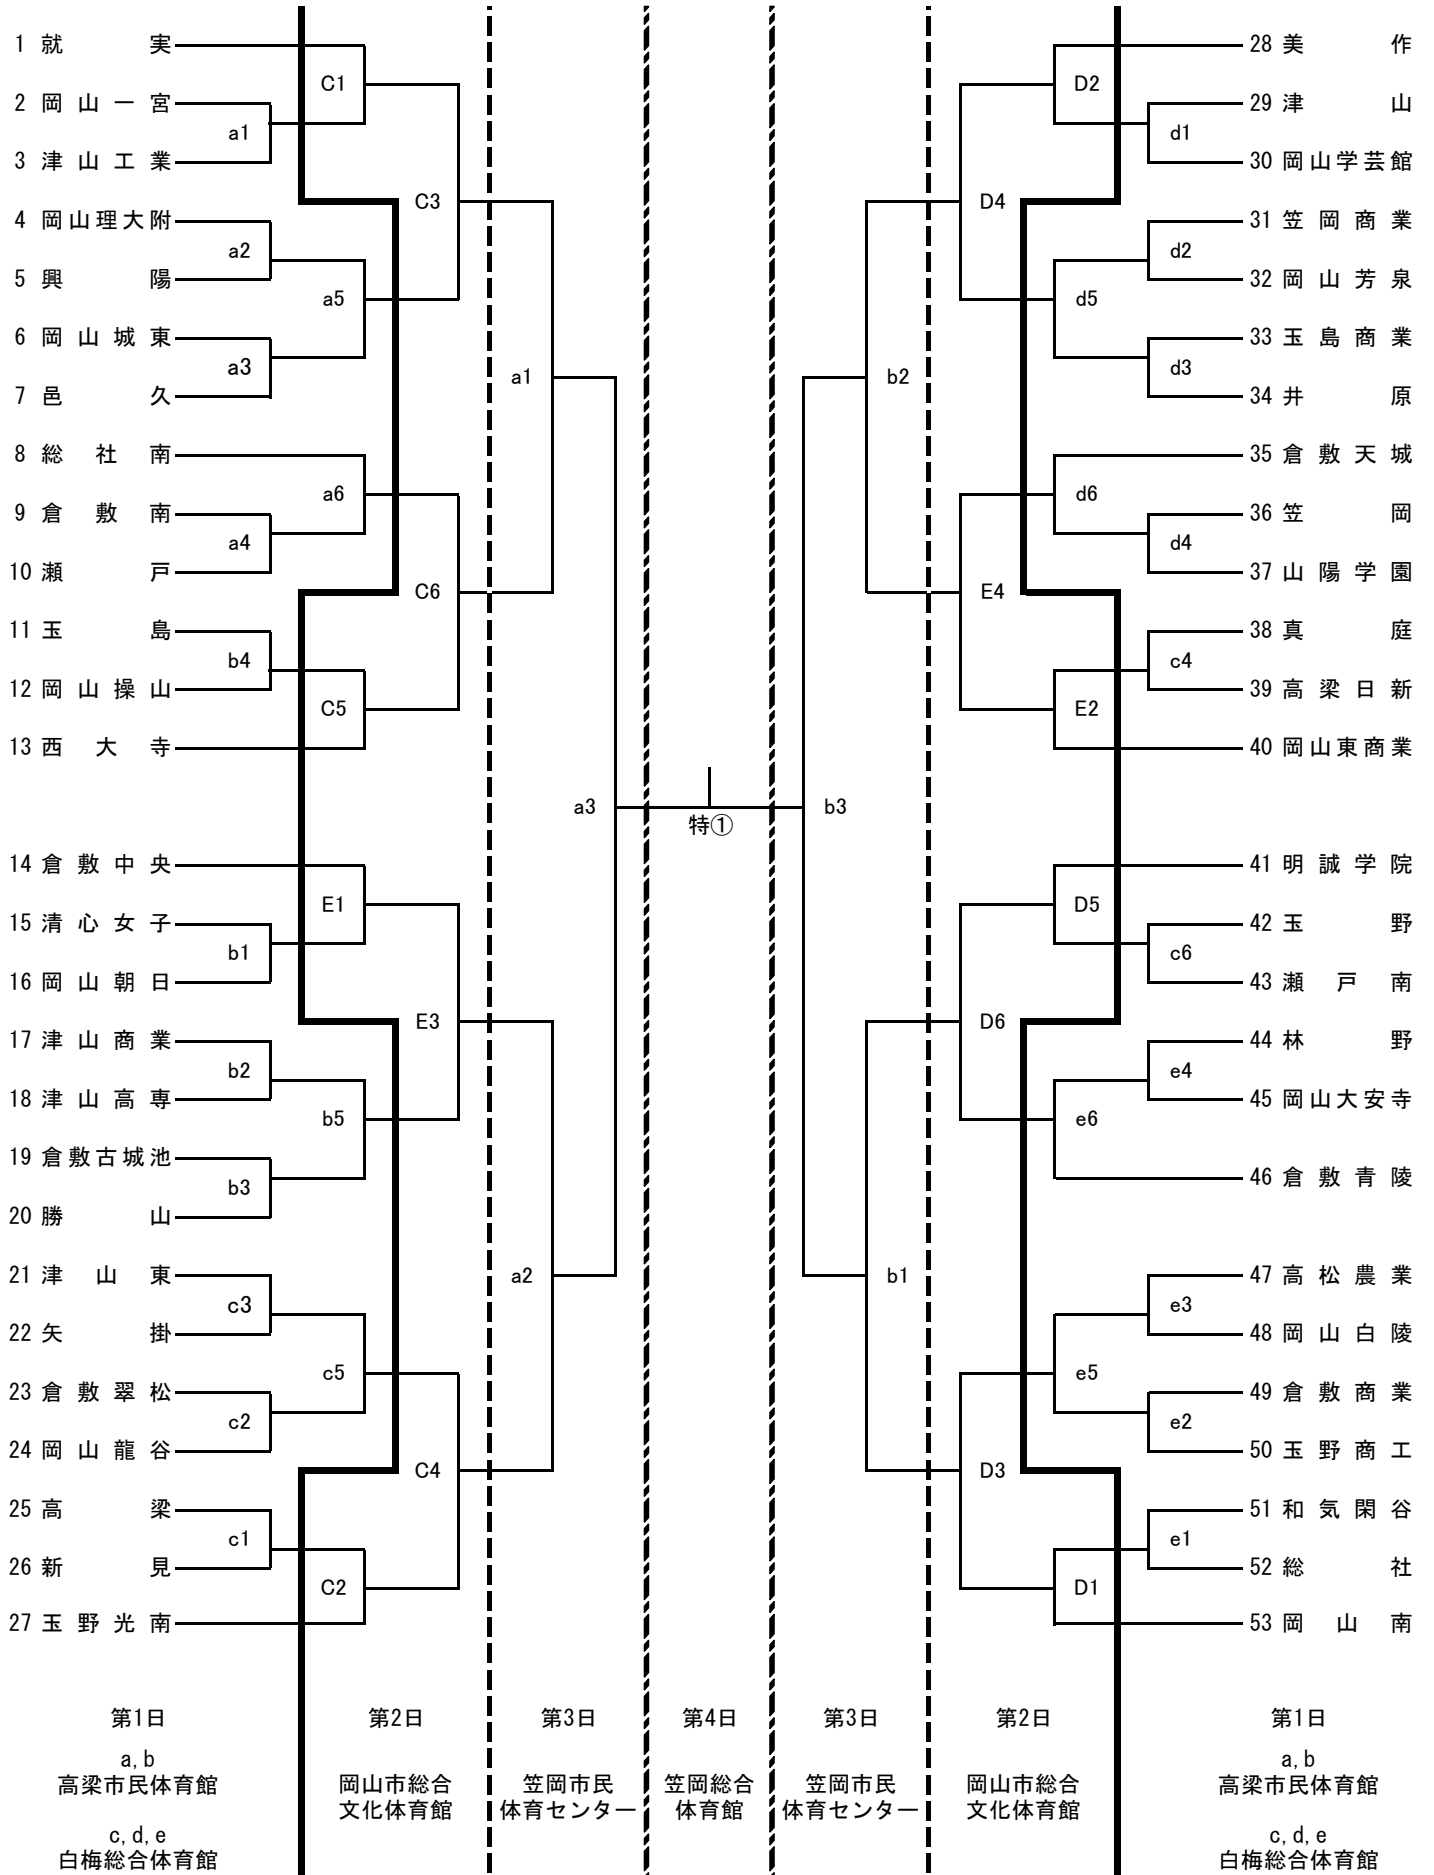 1 就実
C1
2 岡山一宮
a1
3 津山工業
C3
4 岡山理大附
a2
5 興陽
a5
6 岡山城東
a3
7 邑久
a1
8 総社南
a6
9 倉敷南
a4
10 瀬戸
C6
11 玉島
b4
12 岡山操山
C5
13 西大寺
a3
14 倉敷中央
E1
15 清心女子
b1
16 岡山朝日
E3
17 津山商業
b2
18 津山高専
b5
19 倉敷古城池
b3
20 勝山
a2
21 津山東
c3
22 矢掛
c5
23 倉敷翠松
c2
24 岡山龍谷
C4
25 高梁
c1
26 新見
C2
27 玉野光南
特①
28 美作
D2
29 津山
d1
30 岡山学芸館
D4
31 笠岡商業
d2
32 岡山芳泉
d5
33 玉島商業
d3
34 井原
b2
35 倉敷天城
d6
36 笠岡
d4
37 山陽学園
E4
38 真庭
c4
39 高梁日新
E2
40 岡山東商業
b3
41 明誠学院
D5
42 玉野
c6
43 瀬戸南
D6
44 林野
e4
45 岡山大安寺
e6
46 倉敷青陵
b1
47 高松農業
e3
48 岡山白陵
e5
49 倉敷商業
e2
50 玉野商工
D3
51 和気閑谷
e1
52 総社
D1
53 岡山南
第1日
a,b
高梁市民体育館
c,d,e
白梅総合体育館
第2日
岡山市総合
文化体育館
第3日
笠岡市民
体育センター
第4日
笠岡総合
体育館
第3日
笠岡市民
体育センター
第2日
岡山市総合
文化体育館
第1日
a,b
高梁市民体育館
c,d,e
白梅総合体育館